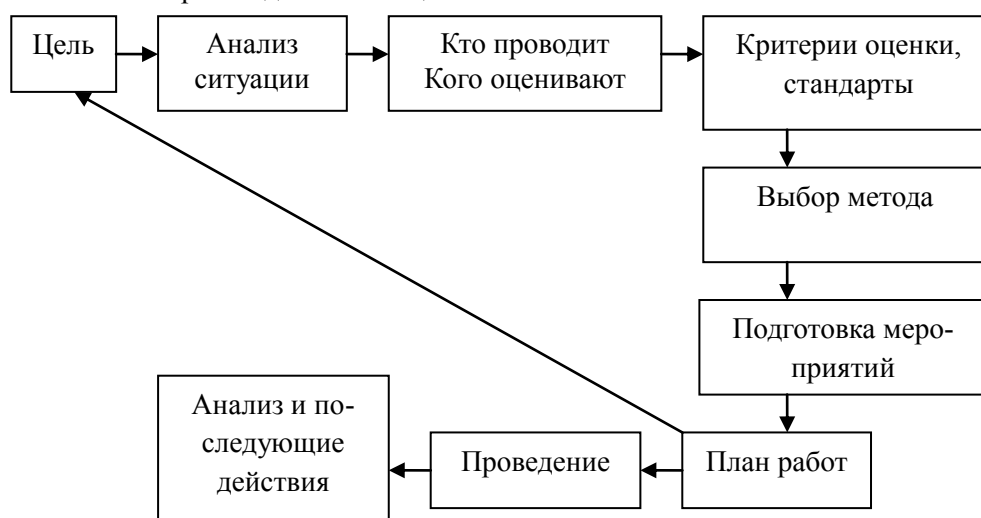 Цель
Анализ
ситуации
Кто проводит
Кого оценивают
Критерии оценки,
стандарты
Выбор метода
Подготовка меро-
приятий
План работ
Проведение
Анализ и по-
следующие
действия